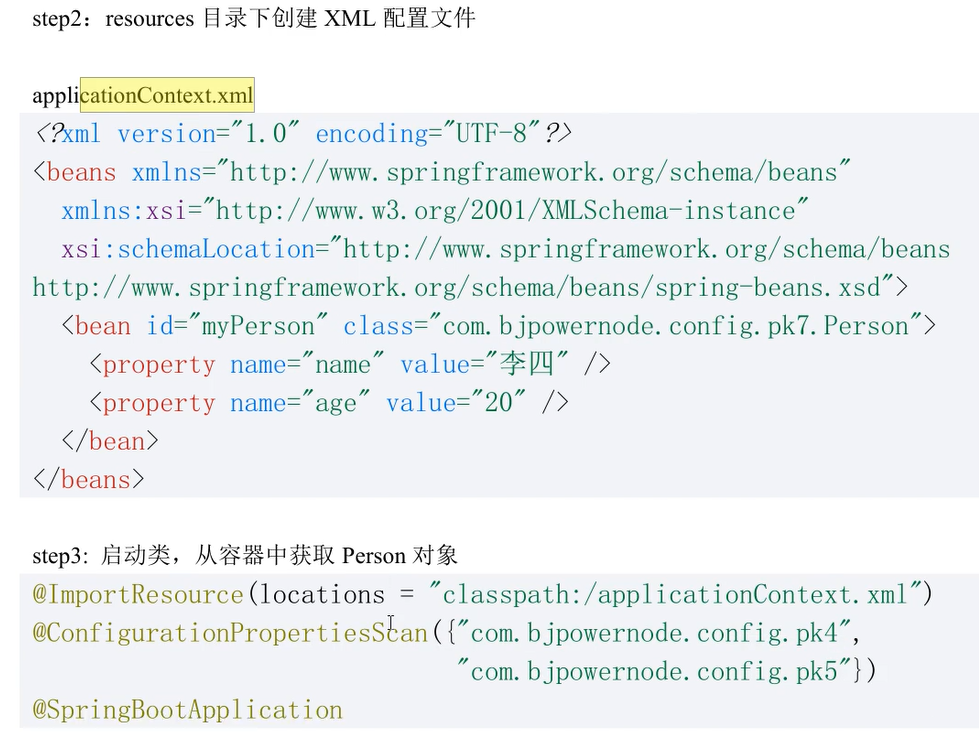 step2：resources 目录下创建 XML 配置文件
applicationContext.xml
<?xml version="1.0" encoding="UTF-8"?>
<beans xmlns="http://www.springframework.org/schema/beans"
xmlns:xsi="http://www.w3.org/2001/XMLSchema-instance"
xsi:schemaLocation="http://www.springframework.org/schema/beans
http://www.springframework.org/schema/beans/spring-beans.xsd">
<bean id="myPerson" class="com.bjpowernode.config.pk7.Person">
<property name="name" value="李四" />
<property name="age" value="20" />
</bean>
</beans>
step3: 启动类，从容器中获取 Person 对象
@ImportResource(locations = "classpath:/applicationContext.xml")
@ConfigurationPropertiesScan({"com.bjpowernode.config.pk4",
"com.bjpowernode.config.pk5"})
@SpringBootApplication